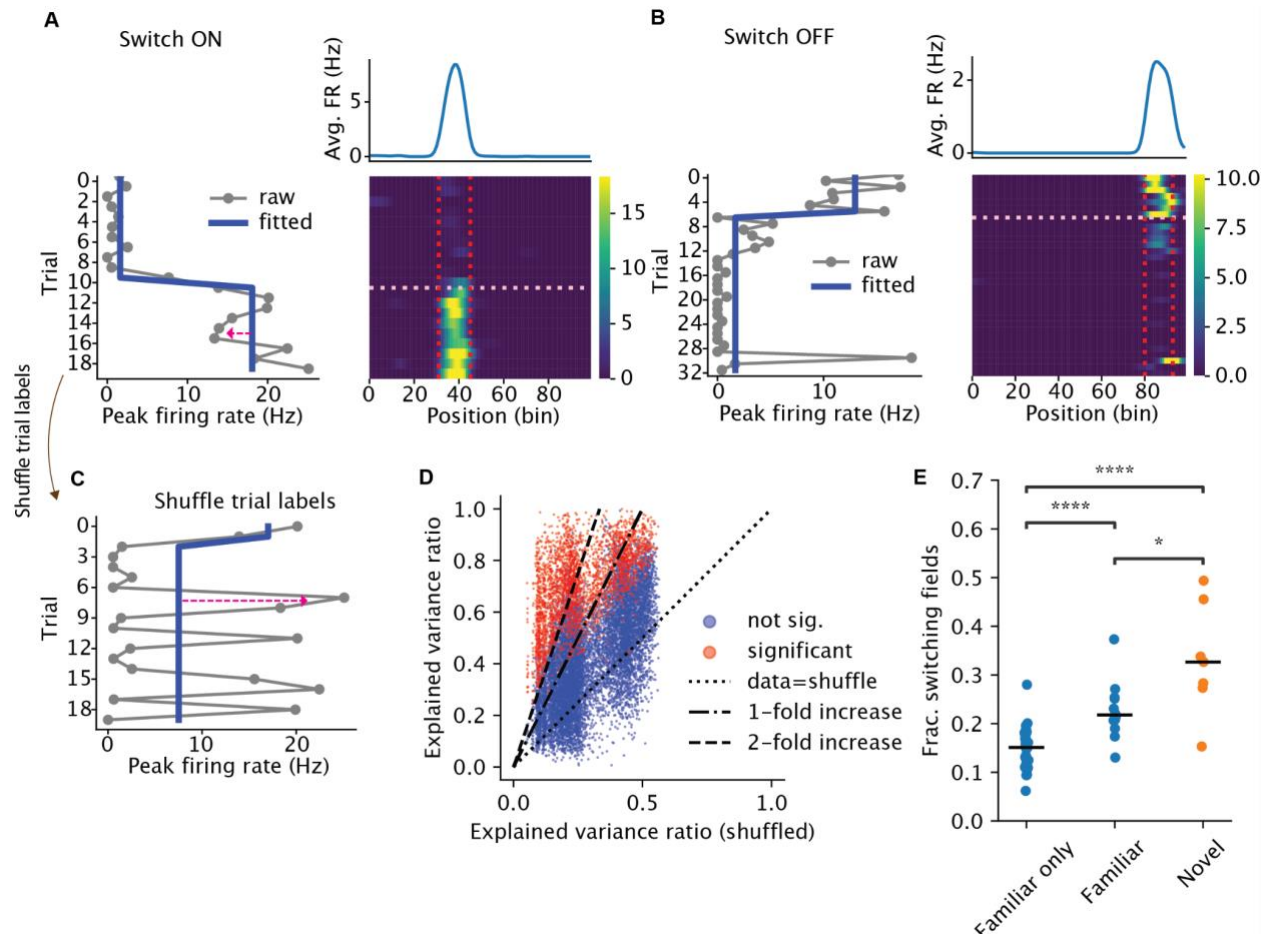 A
Switch ON
Avg. FR (Hz)
5
0
Trial
0
2
4
6
8
10
12
14
16
18
raw
fitted
0
10
20
Peak firing rate (Hz)
15
10
5
0
0
20
40
60
80
Position (bin)
B
Switch OFF
Avg. FR (Hz)
2
0
Trial
0
4
8
12
16
20
24
28
32
raw
fitted
0
10
Peak firing rate (Hz)
10.0
7.5
5.0
2.5
0.0
0
20
40
60
80
Position (bin)
Shuffle trial labels
C
Shuffle trial labels
Trial
0
3
6
9
12
15
18
0
10
20
Peak firing rate (Hz)
D
Explained variance ratio
1.0
0.8
0.6
0.4
0.2
0.0
not sig.
significant
data=shuffle
1-fold increase
2-fold increase
0.0
0.5
1.0
Explained variance ratio (shuffled)
E
Frac. switching fields
0.7
0.6
0.5
0.4
0.3
0.2
0.1
0.0
****
****
*
Familiar only
Familiar
Novel